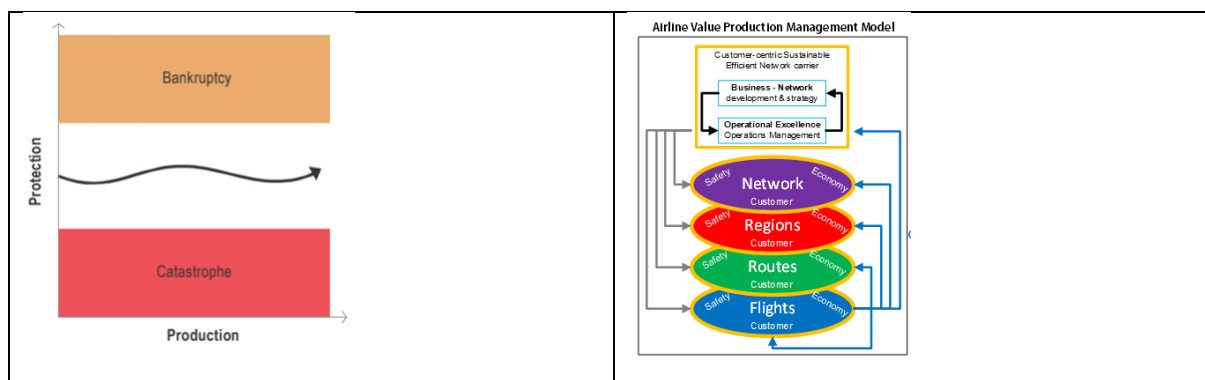 Bankruptcy
Catastrophe
Protection
Production
Airline Value Production Management Model
Customer-centric Sustainable
Efficient Network carrier
Business - Network
development & strategy
Operational Excellence
Operations Management
Safety
Network
Economy
Customer
Safety
Regions
Economy
Customer
Safety
Routes
Economy
Customer
Safety
Flights
Economy
Customer